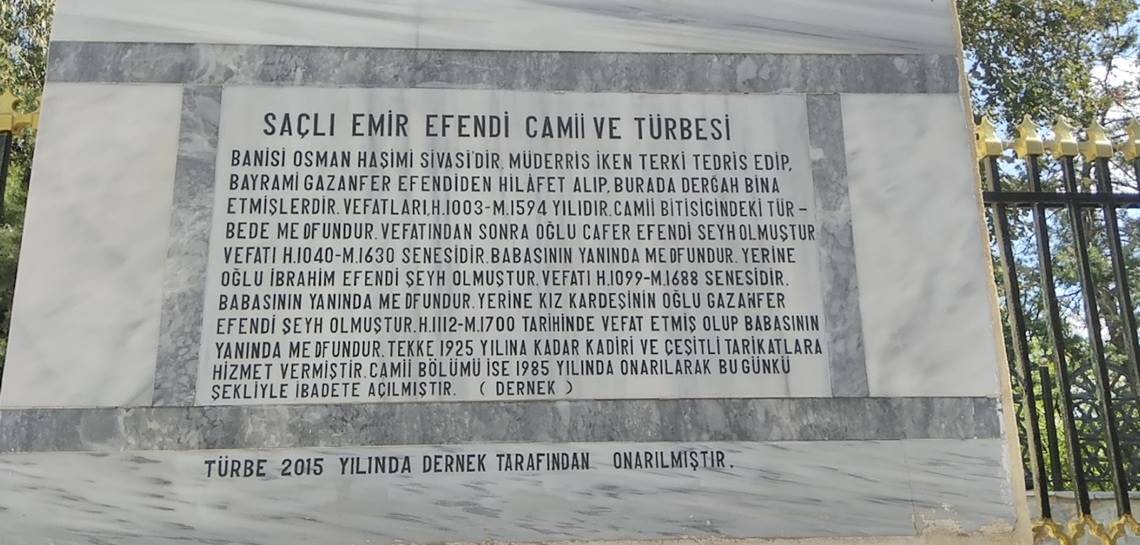 SAÇLI EMİR EFENDİ CAMİİ VE TÜRBESİ
BANİSİ OSMAN HAŞİMİ SİVASİ'DİR. MÜDERRİS İKEN TERKİ TEDRİS EDİP,
BAYRAMİ GAZANFER EFENDİDEN HİLÂFET ALIP, BURADA DERĞAH BİNA
ETMİŞLERDİR. VEFATLARI,H.1003-M.1594 YILIDIR. CAMİİ BİTİSİGİNDEKİ TÜR-
BEDE MEDFUNDUR. VEFATINDAN SONRA OĞLU CAFER EFENDİ SEYH OLMUŞTUR
VEFATI H.1040-M.1630 SENESİDİR. BABASININ YANINDA MEDFUNDUR. YERİNE
OĞLU İBRAHİM EFENDİ ŞEYH OLMUSTUR. VEFATI H.1099-M.1688 SENESİDİR.
BABASININ YANINDA MEDFUNDUR. YERİNE KIZ KARDEŞİNİN OĞLU GAZANFER
EFENDİ ŞEYH OLMUŞTUR. H.1112-M.1700 TARİHİNDE VEFAT ETMİŞ OLUP BABASININ
YANINDA MEDFUNDUR. TEKKE 1925 YILINA KADAR KADİRİ VE ÇEŞİTLİ TARİKATLARA
HİZMET VERMİŞTİR. CAMİİ BÖLÜMÜ İSE 1985 YILINDA ONARILARAK BUGÜNKÜ
ŞEKLİYLE İBADETE AÇILMIŞTIR. ( DERNEK )
TÜRBE 2015 YILINDA DERNEK TARAFINDAN ONARILMIŞTIR.